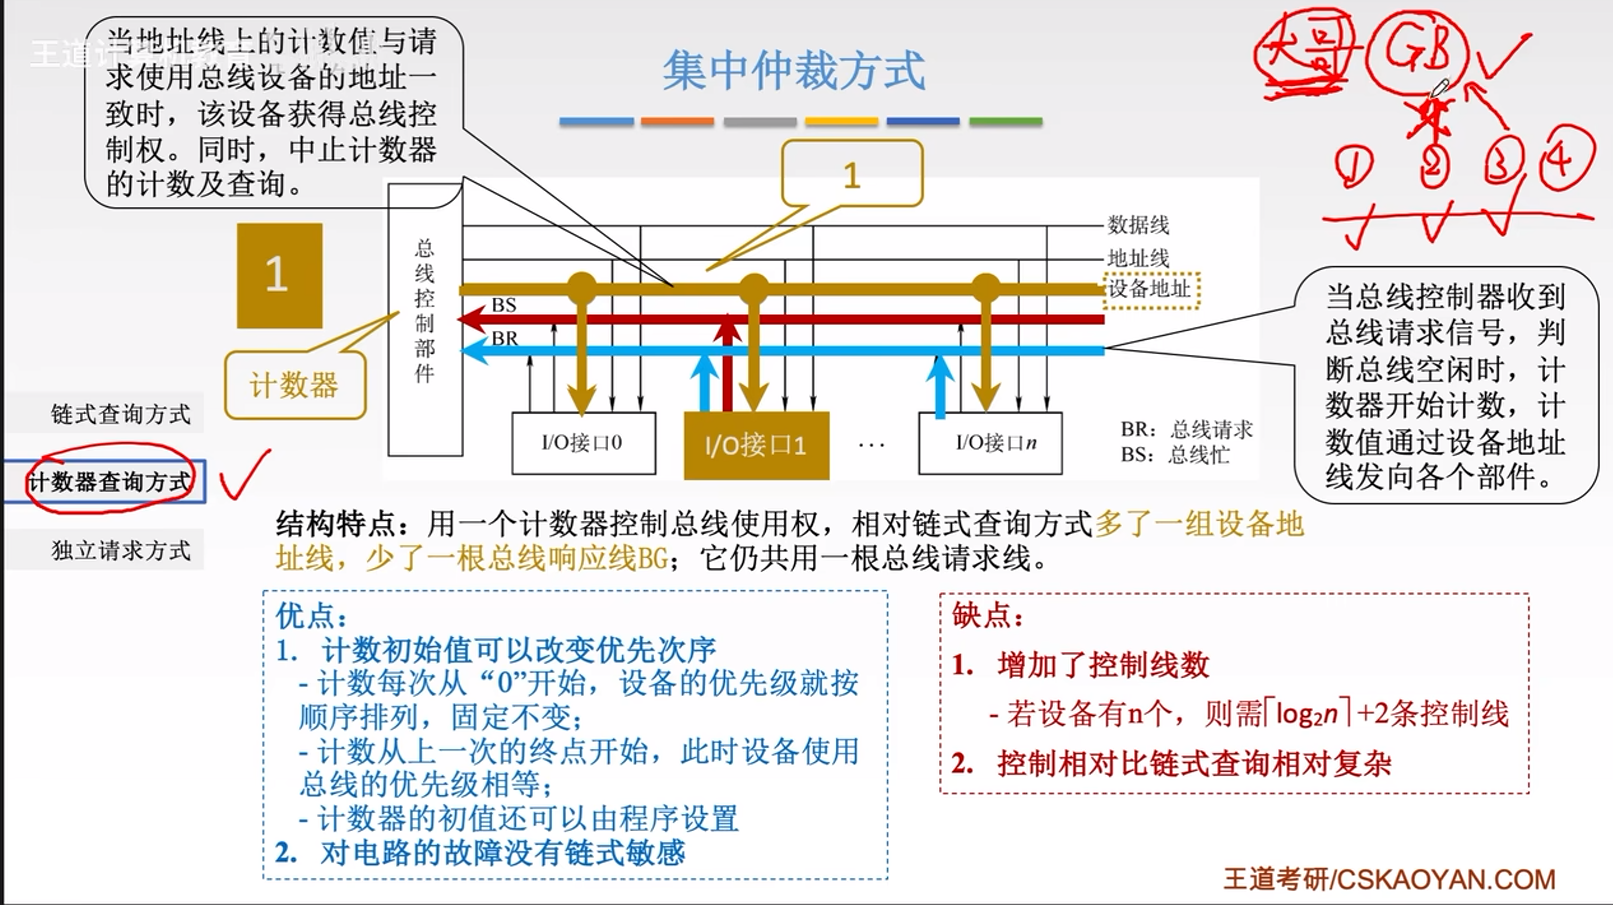 王道计算机教育
当地址线上的计数值与请
求使用总线设备的地址一
致时，该设备获得总线控
制权。同时，中止计数器
的计数及查询。
集中仲裁方式
大哥
GB
① ② ③ ④
1
1
计数器
总线控制部件
数据线
地址线
设备地址
BS
BR
I/O接口0
I/O接口1
…
I/O接口n
BR：总线请求
BS：总线忙
当总线控制器收到
总线请求信号，判
断总线空闲时，计
数器开始计数，计
数值通过设备地址
线发向各个部件。
链式查询方式
计数器查询方式
独立请求方式
结构特点：用一个计数器控制总线使用权，相对链式查询方式多了一组设备地
址线，少了一根总线响应线BG；它仍共用一根总线请求线。
优点：
1. 计数初始值可以改变优先次序
- 计数每次从“0”开始，设备的优先级就按
顺序排列，固定不变；
- 计数从上一次的终点开始，此时设备使用
总线的优先级相等；
- 计数器的初值还可以由程序设置
2. 对电路的故障没有链式敏感
缺点：
1. 增加了控制线数
- 若设备有n个，则需⌈log₂n⌉+2条控制线
2. 控制相对比链式查询相对复杂
王道考研/CSKAOYAN.COM